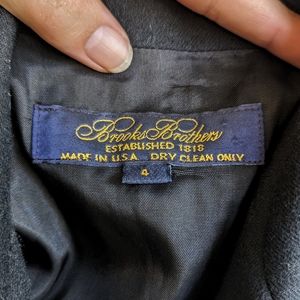 Brooks Brothers
ESTABLISHED 1818
MADE IN U.S.A. DRY CLEAN ONLY
4